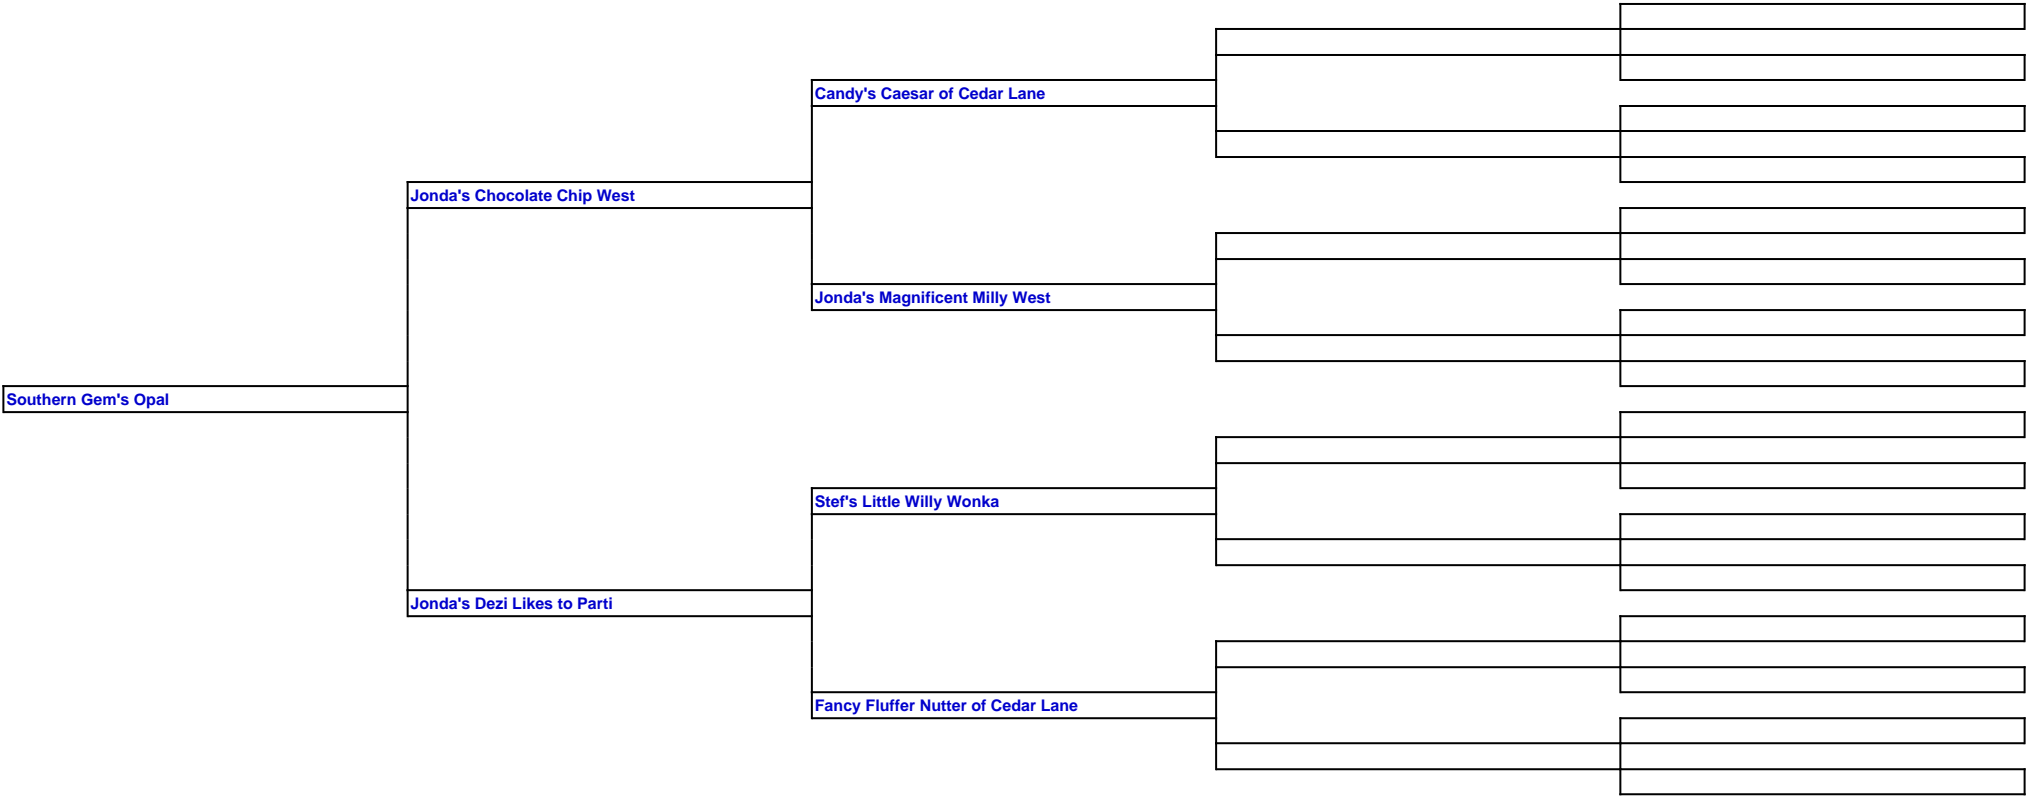 Candy's Caesar of Cedar Lane
Jonda's Chocolate Chip West
Jonda's Magnificent Milly West
Southern Gem's Opal
Stef's Little Willy Wonka
Jonda's Dezi Likes to Parti
Fancy Fluffer Nutter of Cedar Lane